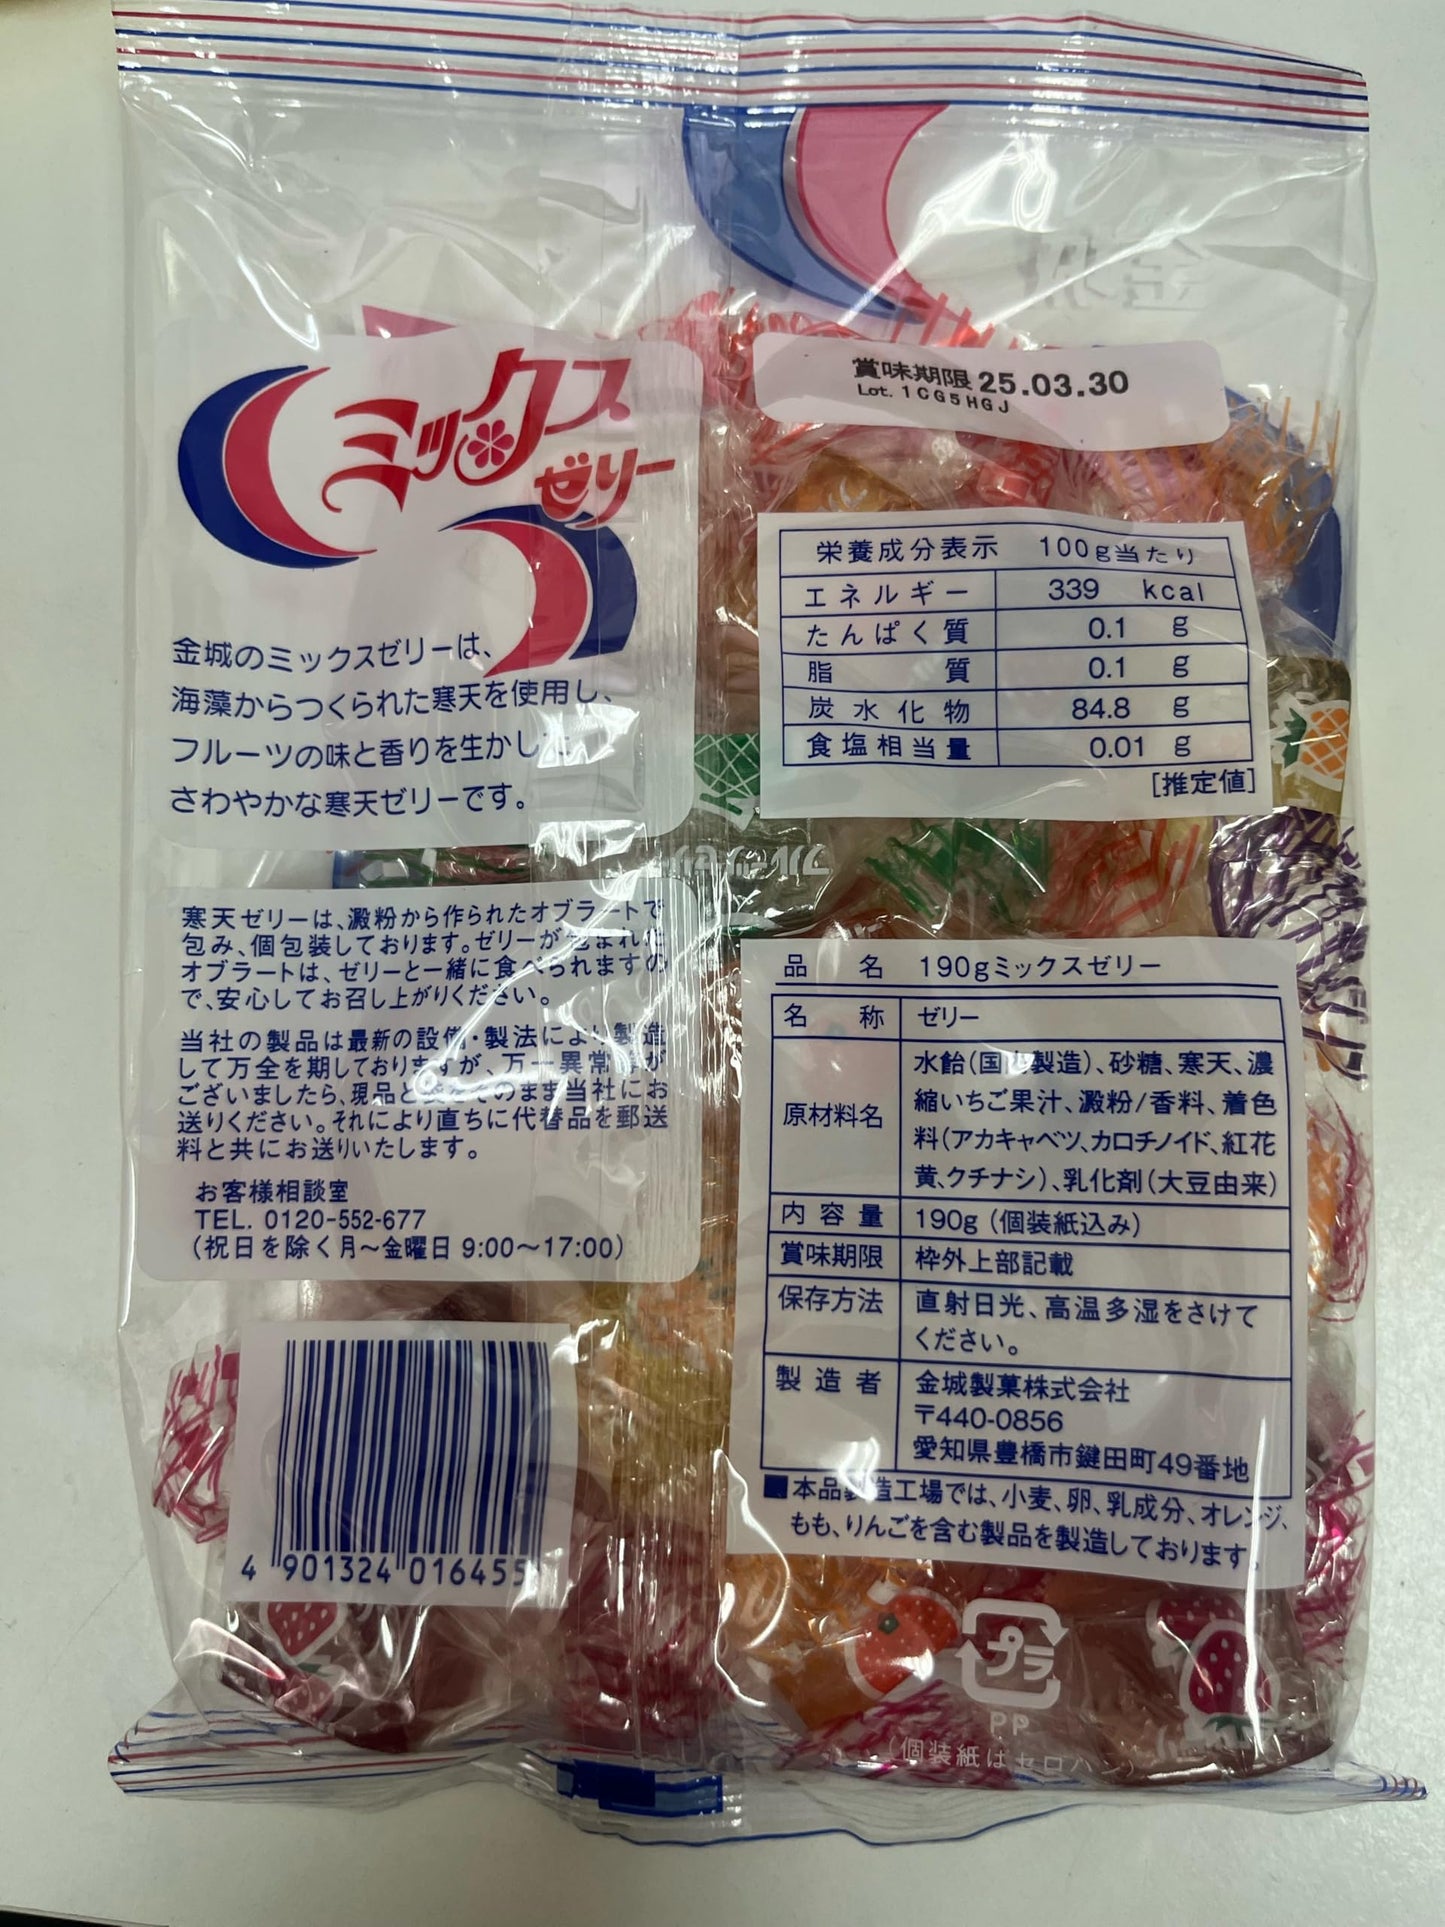 金城
賞味期限 25.03.30
Lot. 1CG5HGJ
ミックス
ゼリー
金城のミックスゼリーは、
海藻からつくられた寒天を使用し、
フルーツの味と香りを生かした
さわやかな寒天ゼリーです。
栄養成分表示 100g当たり
エネルギー 339 kcal
たんぱく質 0.1 g
脂質 0.1 g
炭水化物 84.8 g
食塩相当量 0.01 g
[推定値]
寒天ゼリーは、澱粉から作られたオブラートで
包み、個包装しております。ゼリーが包まれた
オブラートは、ゼリーと一緒に食べられますの
で、安心してお召し上がりください。
当社の製品は最新の設備・製法により製造
して万全を期しておりますが、万一異常等が
ございましたら、現品と袋をそのまま当社にお
送りください。それにより直ちに代替品を郵送
料と共にお送りいたします。
お客様相談室
TEL. 0120-552-677
(祝日を除く月〜金曜日 9:00〜17:00)
4 901324 016455
品名 190gミックスゼリー
名称 ゼリー
原材料名 水飴(国内製造)、砂糖、寒天、濃
縮いちご果汁、澱粉/香料、着色
料(アカキャベツ、カロチノイド、紅花
黄、クチナシ)、乳化剤(大豆由来)
内容量 190g (個装紙込み)
賞味期限 枠外上部記載
保存方法 直射日光、高温多湿をさけて
ください。
製造者 金城製菓株式会社
〒440-0856
愛知県豊橋市鍵田町49番地
■本品製造工場では、小麦、卵、乳成分、オレンジ、
もも、りんごを含む製品を製造しております。
プラ
PP
(個装紙はセロハン)